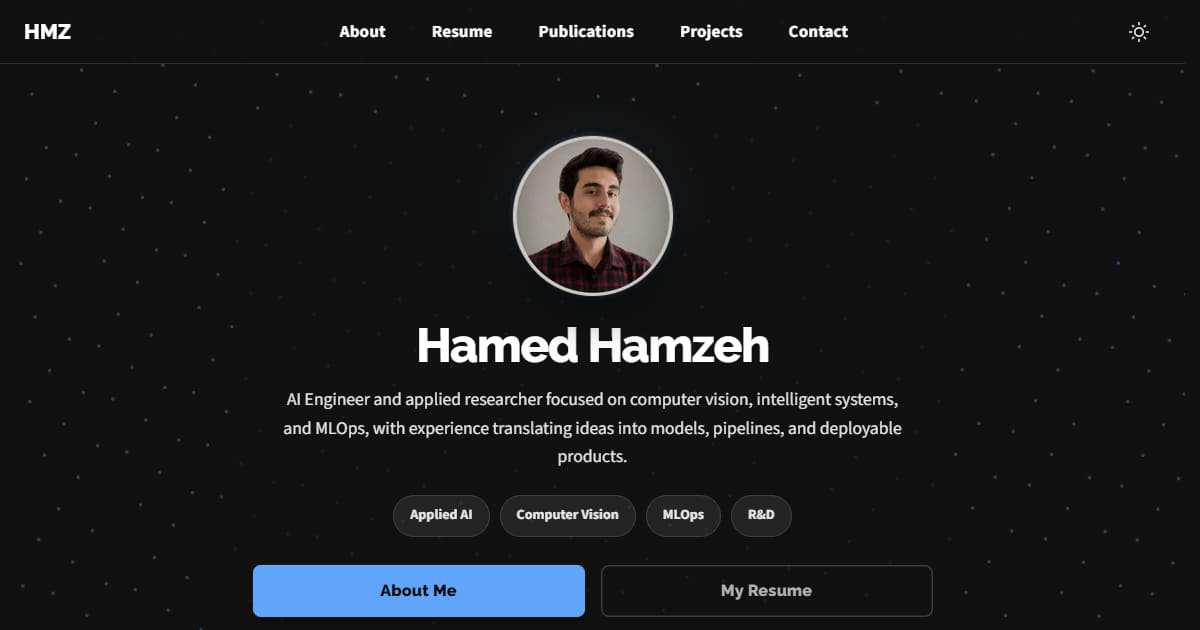 HMZ
About
Resume
Publications
Projects
Contact
Hamed Hamzeh
AI Engineer and applied researcher focused on computer vision, intelligent systems,
and MLOps, with experience translating ideas into models, pipelines, and deployable
products.
Applied AI
Computer Vision
MLOps
R&D
About Me
My Resume